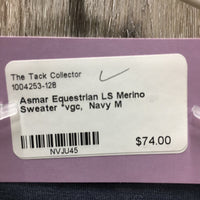 The Tack Collector
1004253-128
Asmar Equestrian LS Merino
Sweater *vgc, Navy M
$74.00
NVJU45